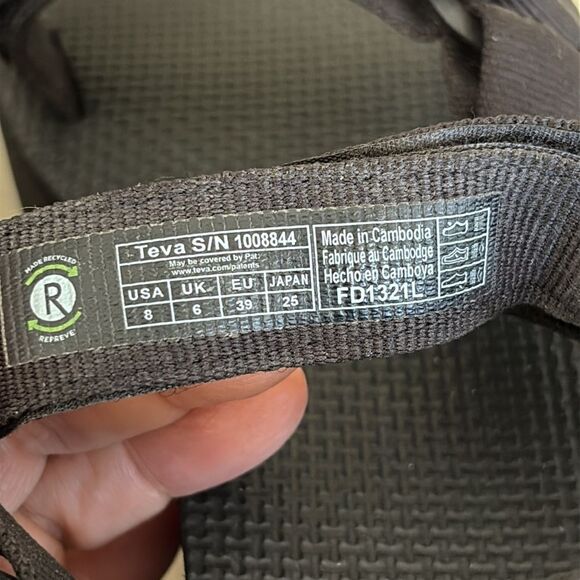 MADE RECYCLED
R
REPREVE
Teva S/N 1008844
May be covered by Pat:
www.teva.com/patents
USA UK EU JAPAN
8 6 39 25
Made in Cambodia
Fabriqué au Cambodge
Hecho en Camboya
FD1321L